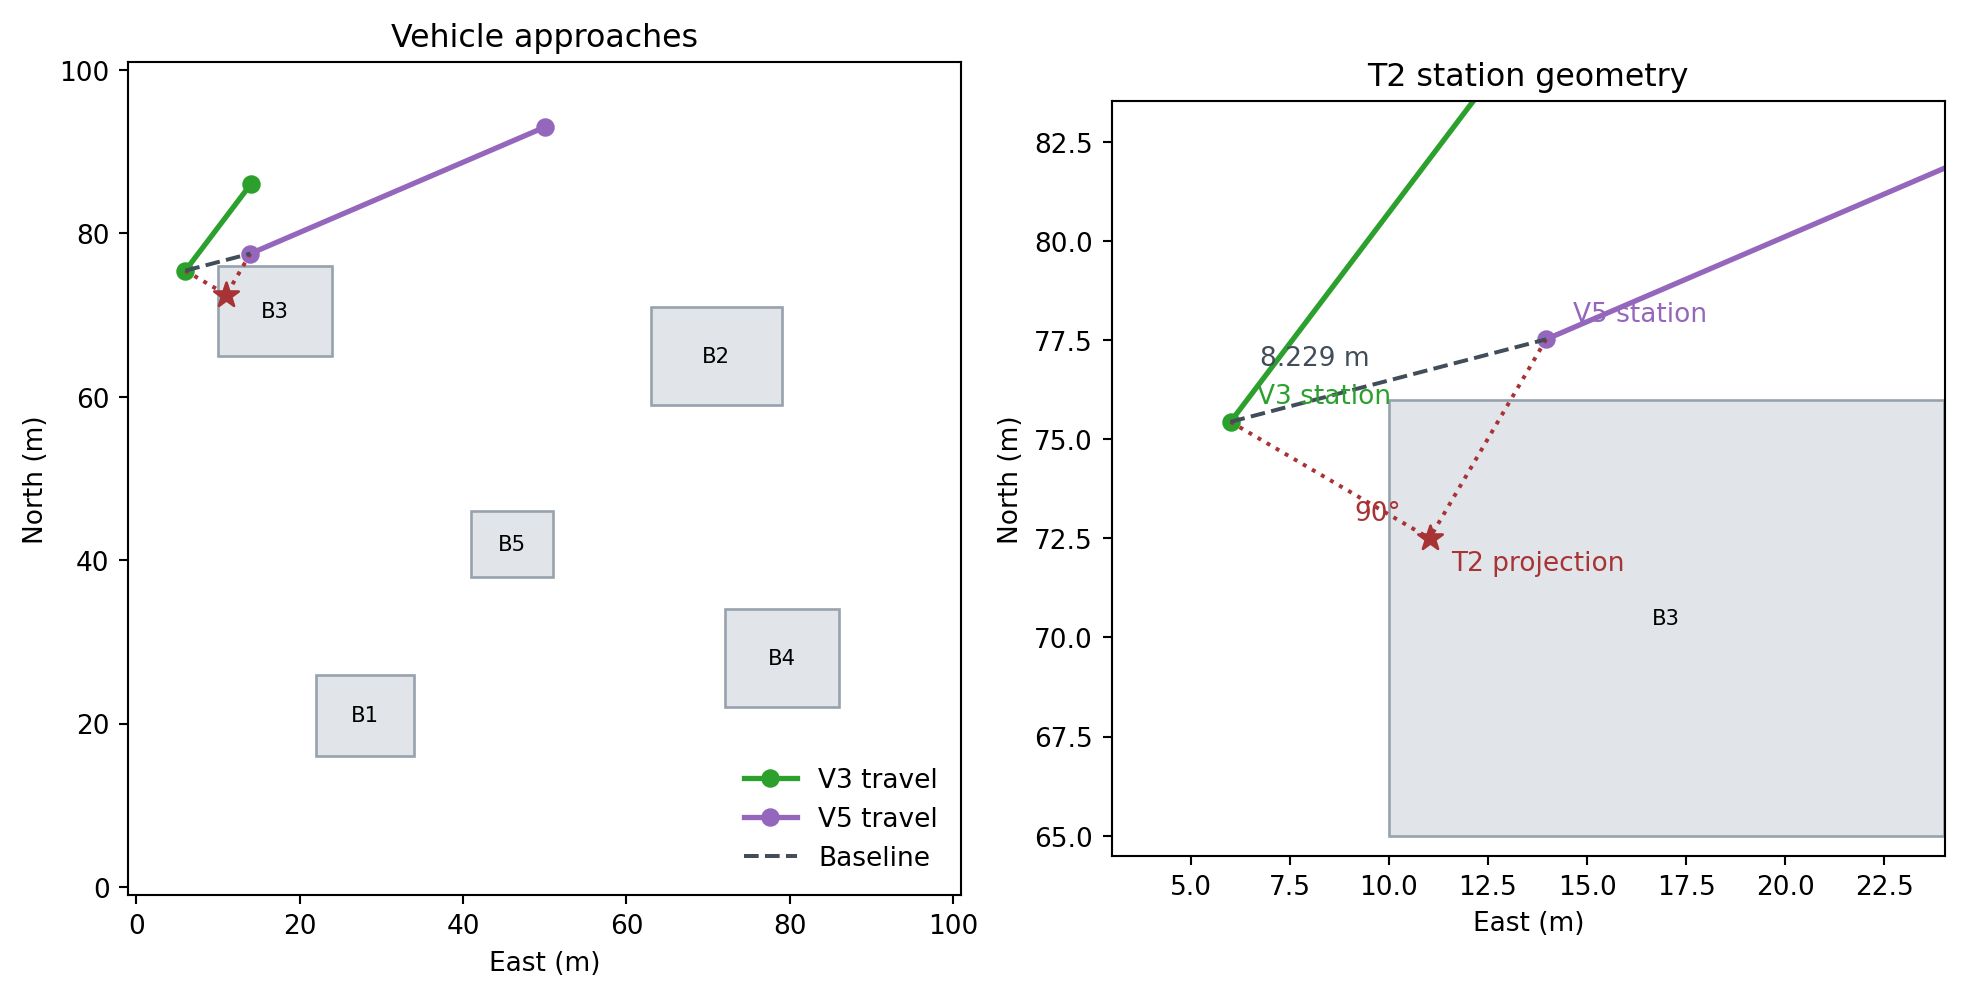 Vehicle approaches
100
80
60
40
20
0
North (m)
B3
B2
B5
B4
B1
V3 travel
V5 travel
Baseline
0
20
40
60
80
100
East (m)
T2 station geometry
82.5
80.0
77.5
75.0
72.5
70.0
67.5
65.0
North (m)
V5 station
8.229 m
V3 station
90°
T2 projection
B3
5.0
7.5
10.0
12.5
15.0
17.5
20.0
22.5
East (m)